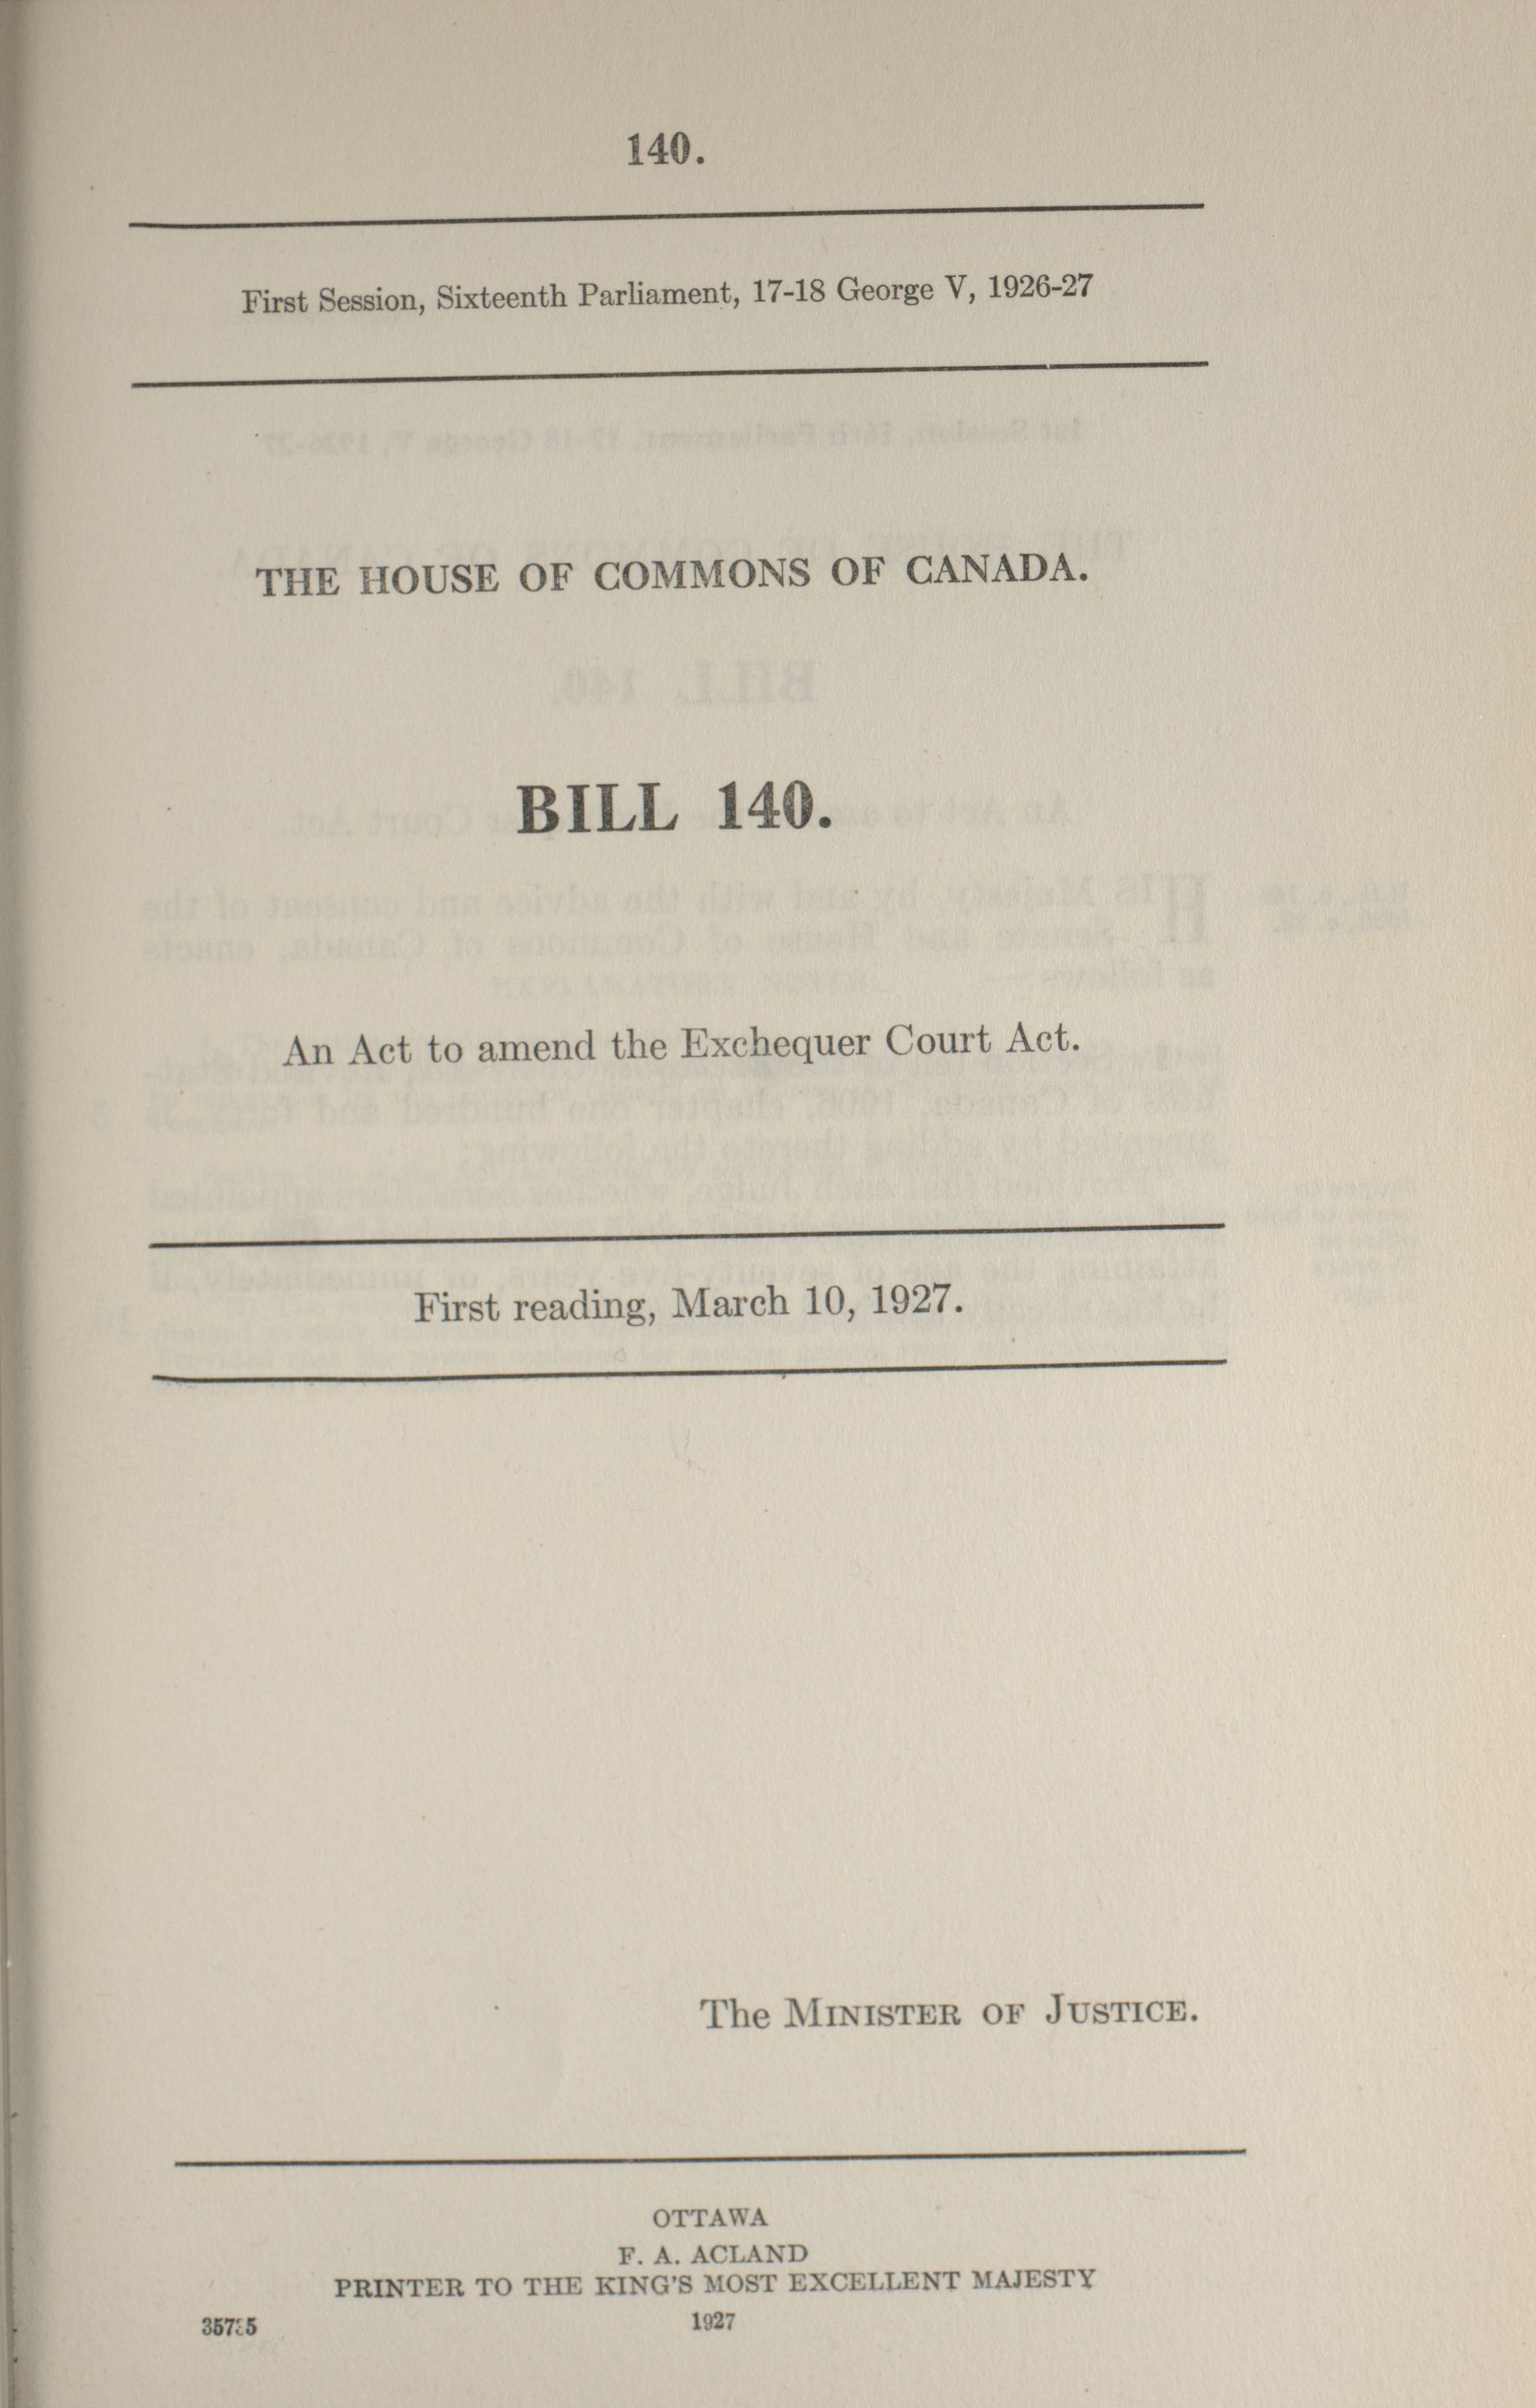 140.
First Session, Sixteenth Parliament, 17-18 George V, 1926-27
THE HOUSE OF COMMONS OF CANADA.
BILL 140.
An Act to amend the Exchequer Court Act.
First reading, March 10, 1927.
The MINISTER OF JUSTICE.
OTTAWA
F. A. ACLAND
PRINTER TO THE KING'S MOST EXCELLENT MAJESTY
1927